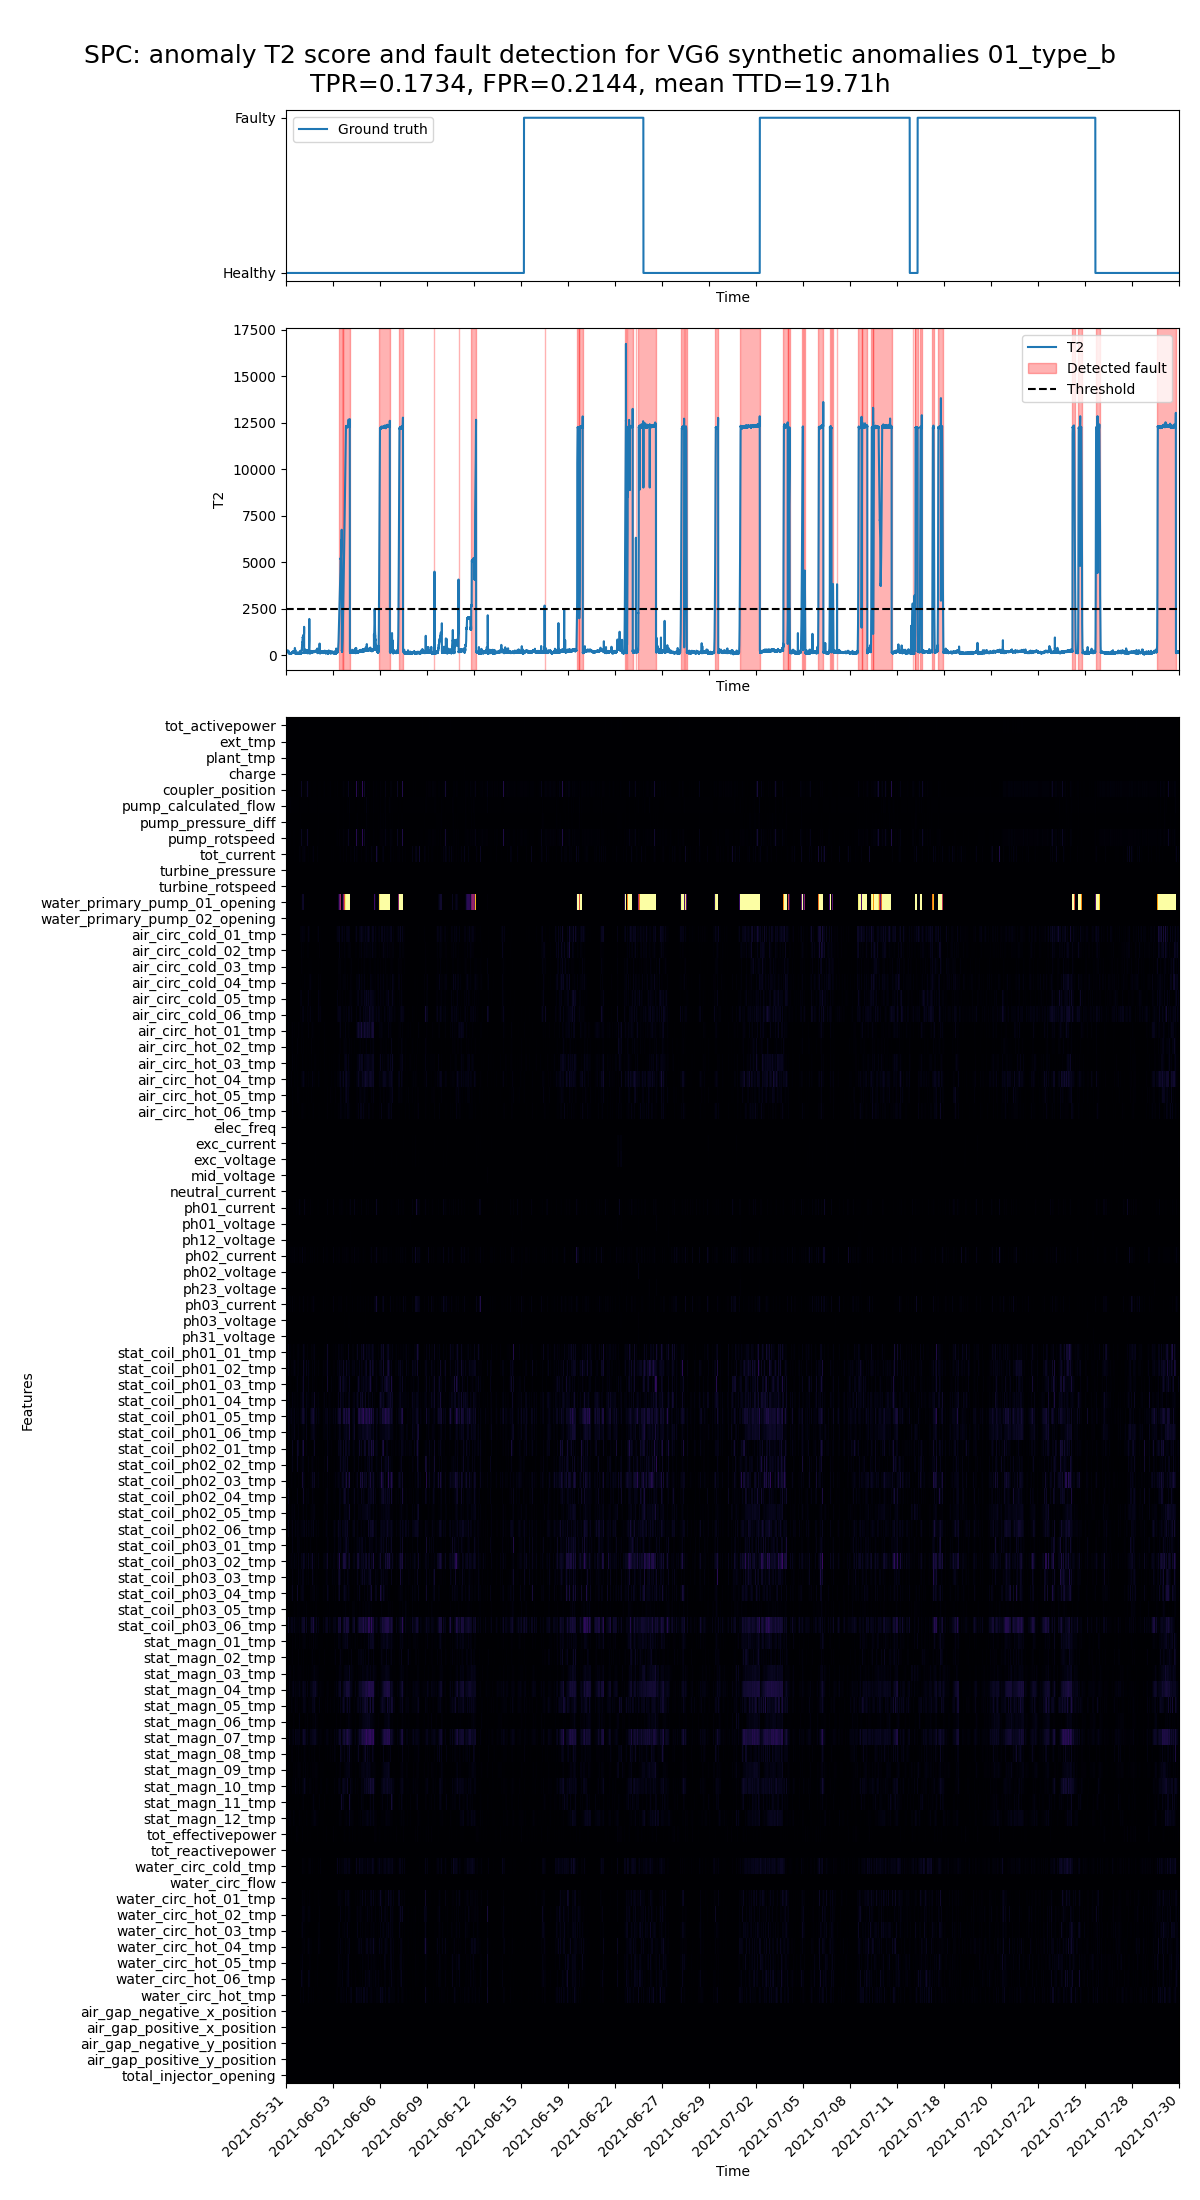 SPC: anomaly T2 score and fault detection for VG6 synthetic anomalies 01_type_b
TPR=0.1734, FPR=0.2144, mean TTD=19.71h
Faulty
Ground truth
Healthy
Time
17500
15000
12500
10000
7500
5000
2500
0
T2
T2
Detected fault
Threshold
Time
Features
tot_activepower
ext_tmp
plant_tmp
charge
coupler_position
pump_calculated_flow
pump_pressure_diff
pump_rotspeed
tot_current
turbine_pressure
turbine_rotspeed
water_primary_pump_01_opening
water_primary_pump_02_opening
air_circ_cold_01_tmp
air_circ_cold_02_tmp
air_circ_cold_03_tmp
air_circ_cold_04_tmp
air_circ_cold_05_tmp
air_circ_cold_06_tmp
air_circ_hot_01_tmp
air_circ_hot_02_tmp
air_circ_hot_03_tmp
air_circ_hot_04_tmp
air_circ_hot_05_tmp
air_circ_hot_06_tmp
elec_freq
exc_current
exc_voltage
mid_voltage
neutral_current
ph01_current
ph01_voltage
ph12_voltage
ph02_current
ph02_voltage
ph23_voltage
ph03_current
ph03_voltage
ph31_voltage
stat_coil_ph01_01_tmp
stat_coil_ph01_02_tmp
stat_coil_ph01_03_tmp
stat_coil_ph01_04_tmp
stat_coil_ph01_05_tmp
stat_coil_ph01_06_tmp
stat_coil_ph02_01_tmp
stat_coil_ph02_02_tmp
stat_coil_ph02_03_tmp
stat_coil_ph02_04_tmp
stat_coil_ph02_05_tmp
stat_coil_ph02_06_tmp
stat_coil_ph03_01_tmp
stat_coil_ph03_02_tmp
stat_coil_ph03_03_tmp
stat_coil_ph03_04_tmp
stat_coil_ph03_05_tmp
stat_coil_ph03_06_tmp
stat_magn_01_tmp
stat_magn_02_tmp
stat_magn_03_tmp
stat_magn_04_tmp
stat_magn_05_tmp
stat_magn_06_tmp
stat_magn_07_tmp
stat_magn_08_tmp
stat_magn_09_tmp
stat_magn_10_tmp
stat_magn_11_tmp
stat_magn_12_tmp
tot_effectivepower
tot_reactivepower
water_circ_cold_tmp
water_circ_flow
water_circ_hot_01_tmp
water_circ_hot_02_tmp
water_circ_hot_03_tmp
water_circ_hot_04_tmp
water_circ_hot_05_tmp
water_circ_hot_06_tmp
water_circ_hot_tmp
air_gap_negative_x_position
air_gap_positive_x_position
air_gap_negative_y_position
air_gap_positive_y_position
total_injector_opening
2021-05-31
2021-06-03
2021-06-06
2021-06-09
2021-06-12
2021-06-15
2021-06-19
2021-06-22
2021-06-27
2021-06-29
2021-07-02
2021-07-05
2021-07-08
2021-07-11
2021-07-18
2021-07-20
2021-07-22
2021-07-25
2021-07-28
2021-07-30
Time